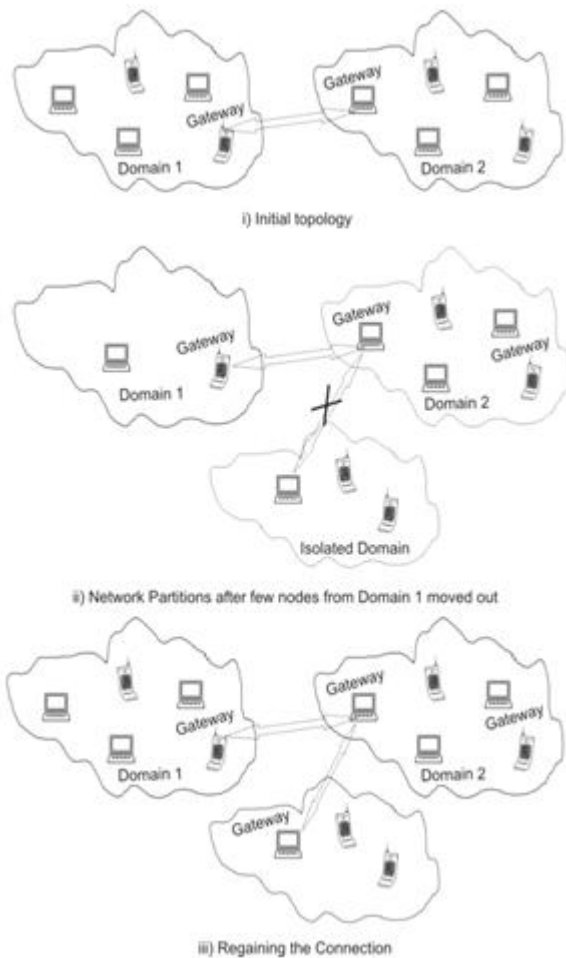 Gateway
Gateway
Domain 1
Domain 2
i) Initial topology
Gateway
Gateway
Gateway
Domain 1
Domain 2
Isolated Domain
ii) Network Partitions after few nodes from Domain 1 moved out
Gateway
Gateway
Gateway
Domain 1
Domain 2
Gateway
iii) Regaining the Connection